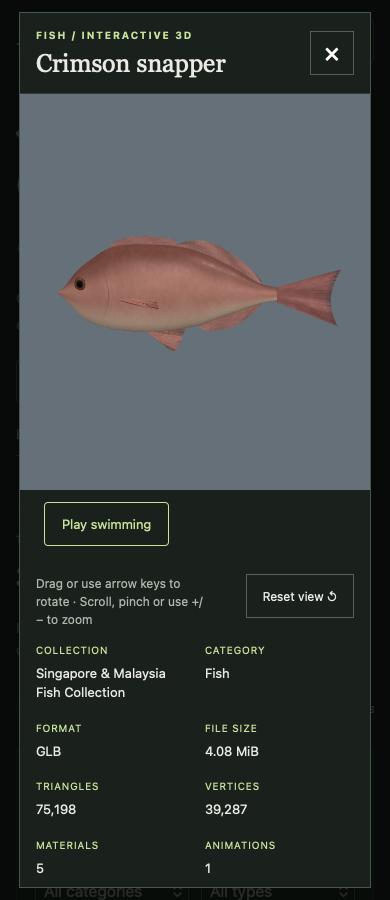 FISH / INTERACTIVE 3D
Crimson snapper
×
Play swimming
Drag or use arrow keys to
rotate · Scroll, pinch or use +/
− to zoom
Reset view ↺
COLLECTION
Singapore & Malaysia
Fish Collection
CATEGORY
Fish
FORMAT
GLB
FILE SIZE
4.08 MiB
TRIANGLES
75,198
VERTICES
39,287
MATERIALS
5
ANIMATIONS
1
All categories
All types